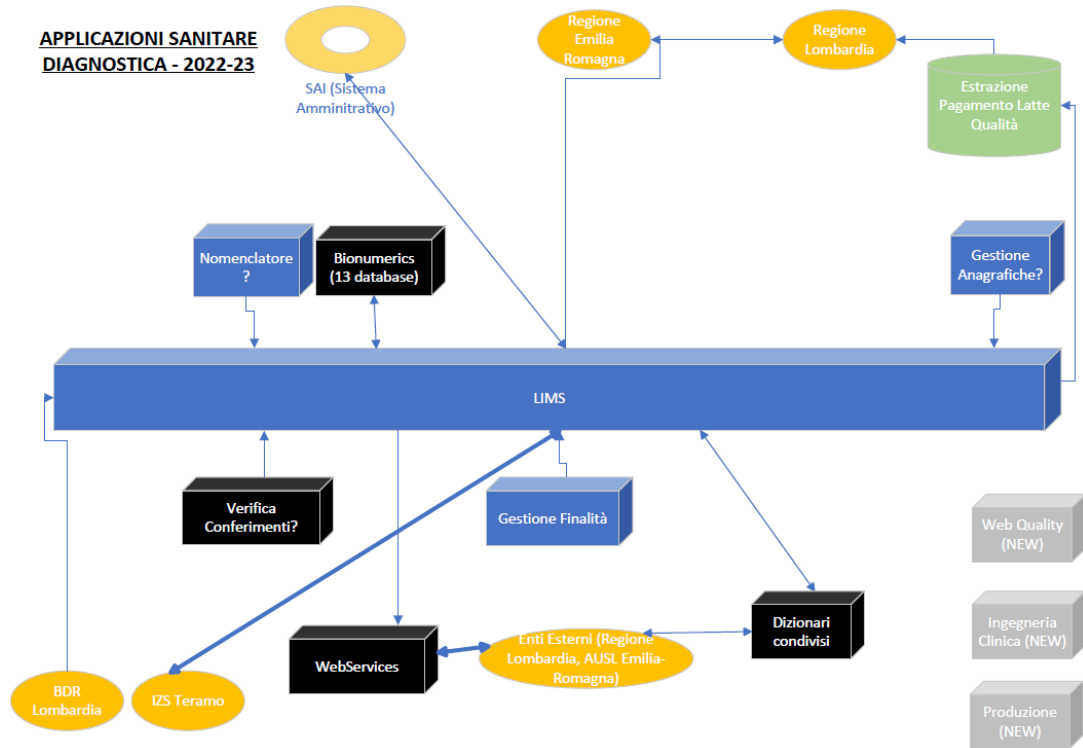 APPLICAZIONI SANITARE
DIAGNOSTICA - 2022-23
SAI (Sistema
Amminitrativo)
Regione
Emilia
Romagna
Regione
Lombardia
Estrazione
Pagamento Latte
Qualità
Nomenclatore
?
Bionumerics
(13 database)
Gestione
Anagrafiche?
LIMS
Verifica
Conferimenti?
Gestione Finalità
Web Quality
(NEW)
Ingegneria
Clinica (NEW)
Produzione
(NEW)
Dizionari
condivisi
WebServices
Enti Esterni (Regione
Lombardia, AUSL Emilia-
Romagna)
BDR
Lombardia
IZS Teramo